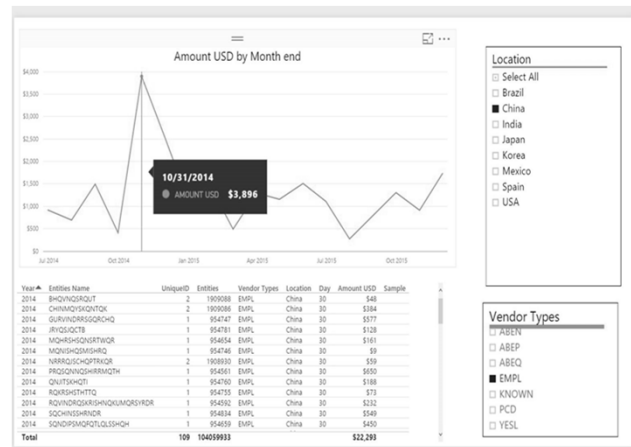 Amount USD by Month end
$4,000
$3,500
$3,000
$2,500
$2,000
$1,500
$1,000
$500
$0
Jul 2014 Oct 2014 Jan 2015 Apr 2015 Jul 2015 Oct 2015
10/31/2014
AMOUNT USD $3,896
Location
Select All
Brazil
China
India
Japan
Korea
Mexico
Spain
USA
Year Entities Name UniqueID Entities Vendor Types Location Day Amount USD Sample
2014 BHQVNQSRQUT 2 1909088 EMPL China 30 $48
2014 CHINMQYSKQNTQK 2 1909086 EMPL China 30 $384
2014 GURVINDRRSGQRCHQ 1 954747 EMPL China 30 $577
2014 JRYQSJQCTB 1 954781 EMPL China 30 $128
2014 MQHRSHSQNSRTWQR 1 954654 EMPL China 30 $161
2014 MQNISHQSMISHRQ 1 954746 EMPL China 30 $9
2014 NRRRQJSCHQPTRKQR 2 1908930 EMPL China 30 $59
2014 PRQSQNNQSHIRRMQTH 1 954561 EMPL China 30 $650
2014 QNJITSKHQTI 1 954760 EMPL China 30 $188
2014 RQKRSHSTHTTQ 1 954755 EMPL China 30 $73
2014 RQVINDRQSKRISHNQKUMQRSYRDR 1 954592 EMPL China 30 $232
2014 SQCHINSSHRNDR 1 954834 EMPL China 30 $549
2014 SQNDIPSMQFQTLQLSSHQH 1 954659 EMPL China 30 $450
Total 109 104059933 $22,293
Vendor Types
ABEN
ABEP
ABEQ
EMPL
KNOWN
PCD
YESL